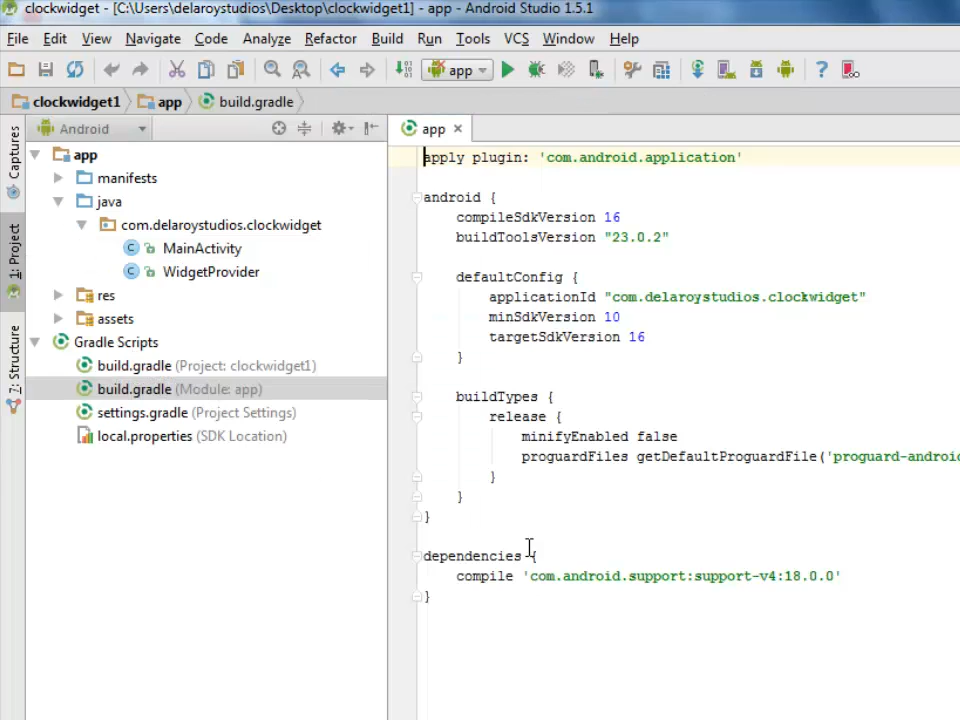 clockwidget - [C:\Users\delaroystudios\Desktop\clockwidget1] - app - Android Studio 1.5.1
File Edit View Navigate Code Analyze Refactor Build Run Tools VCS Window Help
app
clockwidget1 app build.gradle
Android
app
Captures
1: Project
7: Structure
app
manifests
java
com.delaroystudios.clockwidget
MainActivity
WidgetProvider
res
assets
Gradle Scripts
build.gradle (Project: clockwidget1)
build.gradle (Module: app)
settings.gradle (Project Settings)
local.properties (SDK Location)
apply plugin: 'com.android.application'
android {
compileSdkVersion 16
buildToolsVersion "23.0.2"
defaultConfig {
applicationId "com.delaroystudios.clockwidget"
minSdkVersion 10
targetSdkVersion 16
}
buildTypes {
release {
minifyEnabled false
proguardFiles getDefaultProguardFile('proguard-android
}
}
}
dependencies {
compile 'com.android.support:support-v4:18.0.0'
}